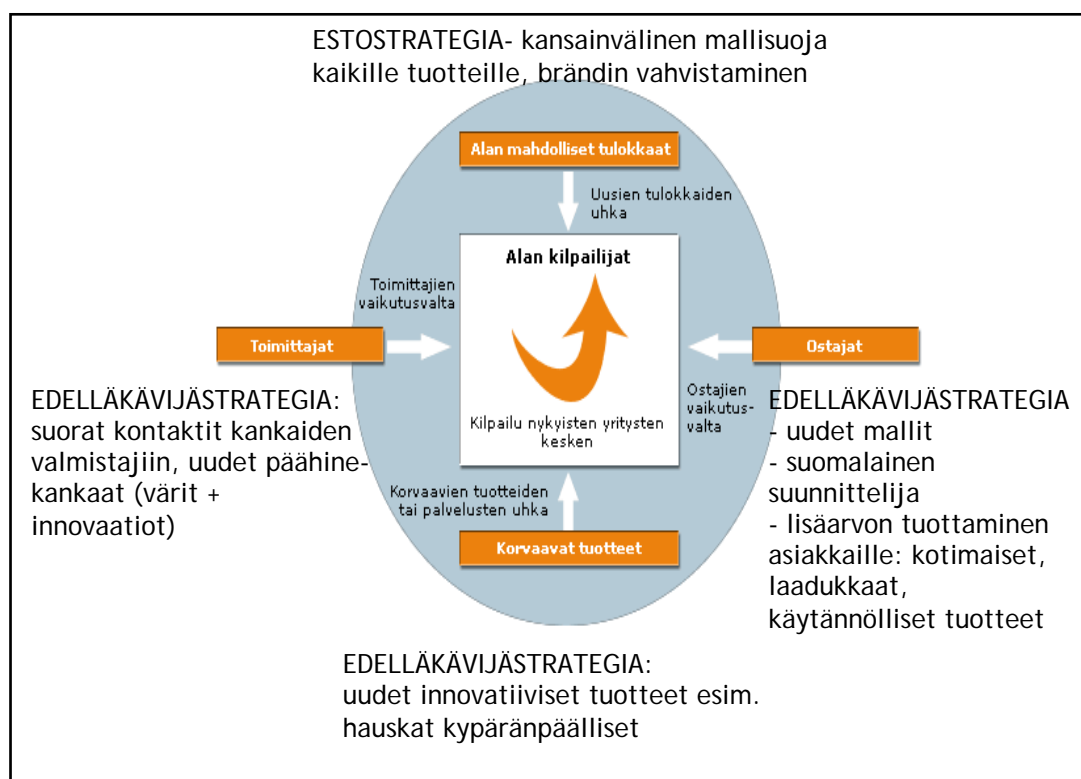 ESTOSTRATEGIA- kansainvälinen mallisuoja
kaikille tuotteille, brändin vahvistaminen
Alan mahdolliset tulokkaat
Uusien tulokkaiden
uhka
Alan kilpailijat
Toimittajien
vaikutusvalta
Toimittajat
Ostajat
EDELLÄKÄVIJÄSTRATEGIA:
suorat kontaktit kankaiden
valmistajiin, uudet päähine-
kankaat (värit +
innovaatiot)
Kilpailu nykyisten yritysten
kesken
Ostajien
vaikutus-
valta
EDELLÄKÄVIJÄSTRATEGIA
- uudet mallit
- suomalainen
suunnittelija
- lisäarvon tuottaminen
asiakkaille: kotimaiset,
laadukkaat,
käytännölliset tuotteet
Korvaavien tuotteiden
tai palvelusten uhka
Korvaavat tuotteet
EDELLÄKÄVIJÄSTRATEGIA:
uudet innovatiiviset tuotteet esim.
hauskat kypäränpäälliset